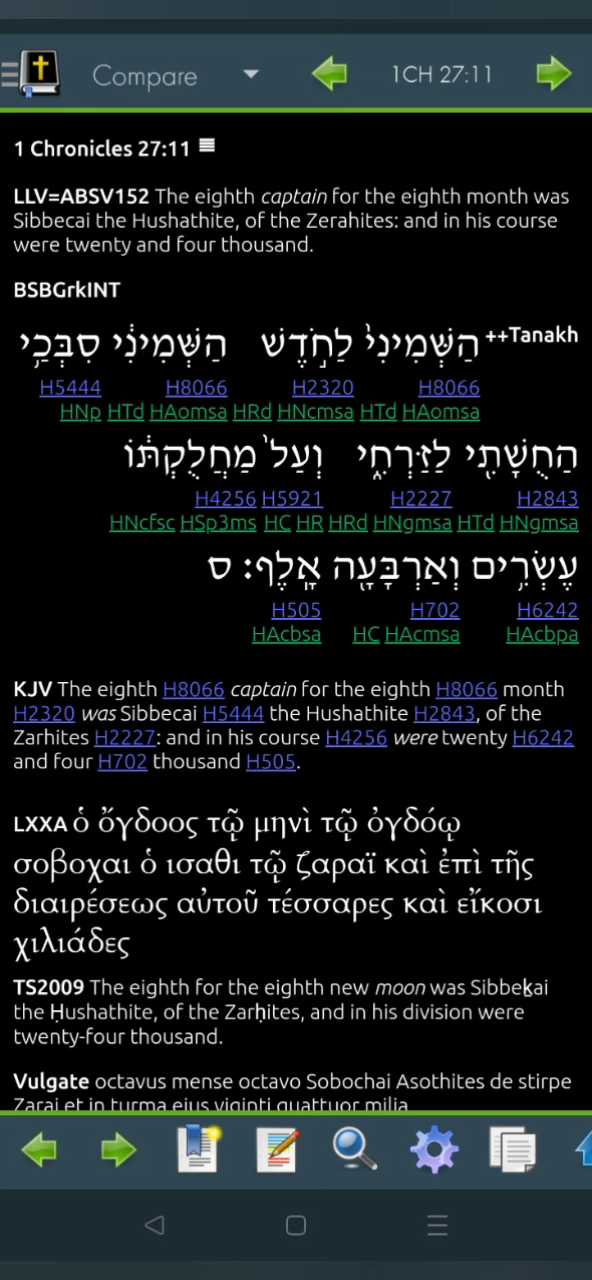 Compare
1CH 27:11
1 Chronicles 27:11
LLV=ABSV152 The eighth captain for the eighth month was
Sibbecai the Hushathite, of the Zerahites: and in his course
were twenty and four thousand.
BSBGrkINT
++Tanakh הַשְּׁמִינִי֙ לַחֹ֣דֶשׁ הַשְּׁמִינִ֔י סִבְּכַ֥י
H5444 H8066 H2320 H8066
HNp HTd HAomsa HRd HNcmsa HTd HAomsa
הַחֻשָׁתִ֖י לַזַּרְחִ֑י וְעַל֙ מַחֲלֻקְתּ֔וֹ
H4256 H5921 H2227 H2843
HNcfsc HSp3ms HC HR HRd HNgmsa HTd HNgmsa
עֶשְׂרִ֥ים וְאַרְבָּעָ֖ה אָֽלֶף׃ ס
H505 H702 H6242
HAcbsa HC HAcmsa HAcbpa
KJV The eighth H8066 captain for the eighth H8066 month
H2320 was Sibbecai H5444 the Hushathite H2843, of the
Zarhites H2227: and in his course H4256 were twenty H6242
and four H702 thousand H505.
LXXA ὁ ὄγδοος τῷ μηνὶ τῷ ὀγδόῳ
σοβοχαι ὁ ισαθι τῷ ζαραϊ καὶ ἐπὶ τῆς
διαιρέσεως αὐτοῦ τέσσαρες καὶ εἴκοσι
χιλιάδες
TS2009 The eighth for the eighth new moon was Sibbeḵai
the Ḥushathite, of the Zarḥites, and in his division were
twenty-four thousand.
Vulgate octavus mense octavo Sobochai Asothites de stirpe
Zarai et in turma eius viginti quattuor milia